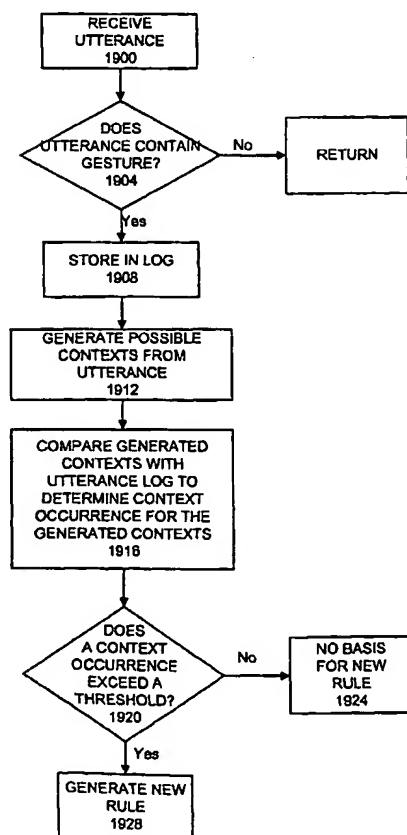 RECEIVE
UTTERANCE
1900
DOES
UTTERANCE CONTAIN
GESTURE?
1904
No
RETURN
Yes
STORE IN LOG
1908
GENERATE POSSIBLE
CONTEXTS FROM
UTTERANCE
1912
COMPARE GENERATED
CONTEXTS WITH
UTTERANCE LOG TO
DETERMINE CONTEXT
OCCURRENCE FOR THE
GENERATED CONTEXTS
1916
DOES
A CONTEXT
OCCURRENCE
EXCEED A
THRESHOLD?
1920
No
NO BASIS
FOR NEW
RULE
1924
Yes
GENERATE NEW
RULE
1928